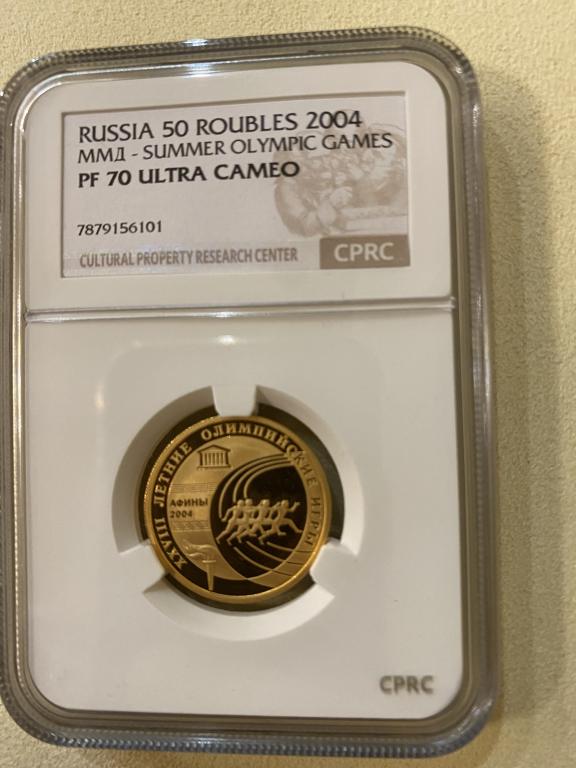 RUSSIA 50 ROUBLES 2004
ММД - SUMMER OLYMPIC GAMES
PF 70 ULTRA CAMEO
7879156101
CULTURAL PROPERTY RESEARCH CENTER
CPRC
XXVIII ЛЕТНИЕ ОЛИМПИЙСКИЕ ИГРЫ
АФИНЫ
2004
CPRC